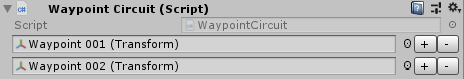 Waypoint Circuit (Script)
Script WaypointCircuit
Waypoint 001 (Transform) + -
Waypoint 002 (Transform) + -